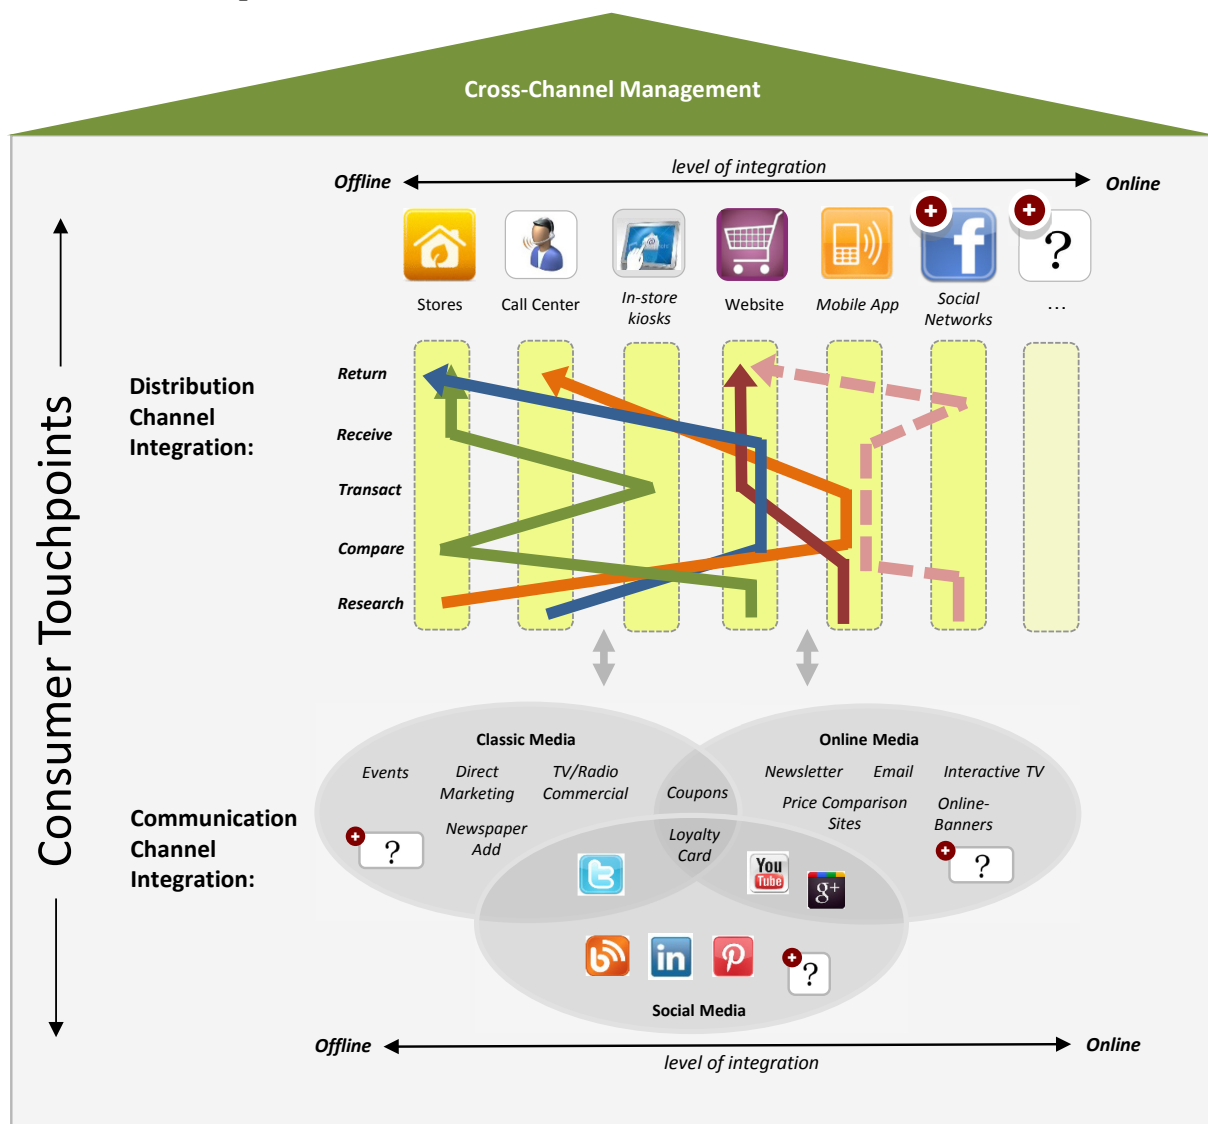 Cross-Channel Management
level of integration
Offline
Online
+
+
?
Stores
Call Center
In-store
kiosks
Website
Mobile App
Social
Networks
...
Consumer Touchpoints
Distribution
Channel
Integration:
Return
Receive
Transact
Compare
Research
Communication
Channel
Integration:
Classic Media
Events
Direct
Marketing
TV/Radio
Commercial
Newspaper
Add
+
?
Coupons
Loyalty
Card
Online Media
Newsletter
Email
Interactive TV
Price Comparison
Sites
Online-
Banners
+
?
You
Tube
g+
in
+
?
Social Media
Offline
Online
level of integration